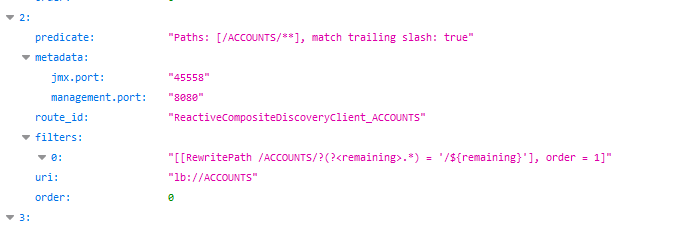 2:
predicate: "Paths: [/ACCOUNTS/**], match trailing slash: true"
metadata:
jmx.port: "45558"
management.port: "8080"
route_id: "ReactiveCompositeDiscoveryClient_ACCOUNTS"
filters:
0: "[[RewritePath /ACCOUNTS/?(?<remaining>.*) = '/${remaining}'], order = 1]"
uri: "lb://ACCOUNTS"
order: 0
3: